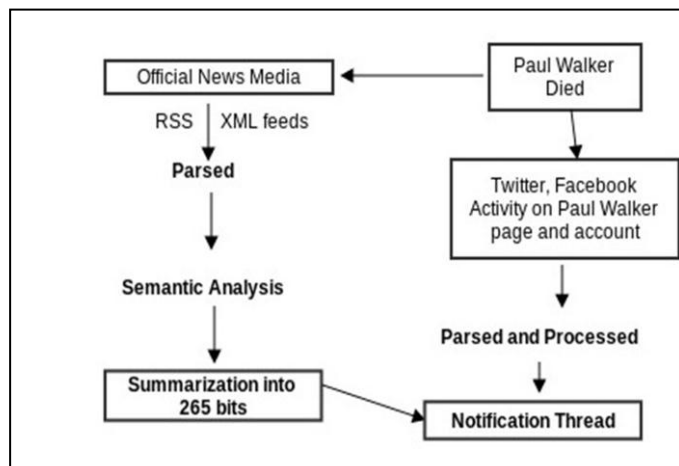 Official News Media
Paul Walker
Died
RSS XML feeds
Parsed
Twitter, Facebook
Activity on Paul Walker
page and account
Semantic Analysis
Parsed and Processed
Summarization into
265 bits
Notification Thread